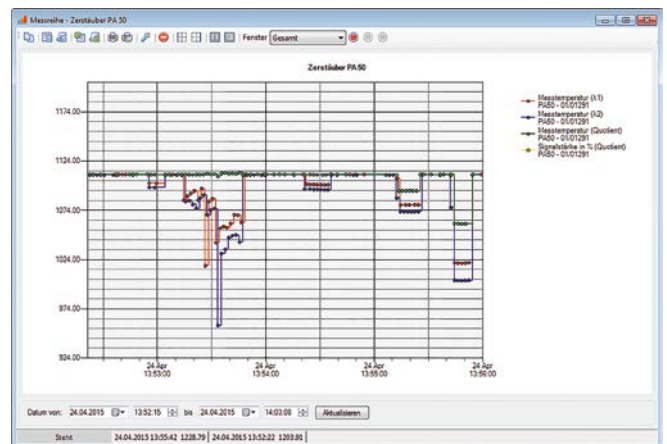 Messreihe - Zerstäuber PA 50
Fenster Gesamt
Zerstäuber PA50
1174.00
1124.00
1074.00
1024.00
974.00
924.00
24 Apr
13:53:00
24 Apr
13:54:00
24 Apr
13:55:00
24 Apr
13:56:00
Messtemperatur (λ1)
PA50 - 01/01291
Messtemperatur (λ2)
PA50 - 01/01291
Messtemperatur (Quotient)
PA50 - 01/01291
Signalstärke in % (Quotient)
PA50 - 01/01291
Datum von: 24.04.2015 13:52:15 bis 24.04.2015 14:03:08 Aktualisieren
Steht 24.04.2015 13:55:42 1228.79 24.04.2015 13:52:22 1203.91